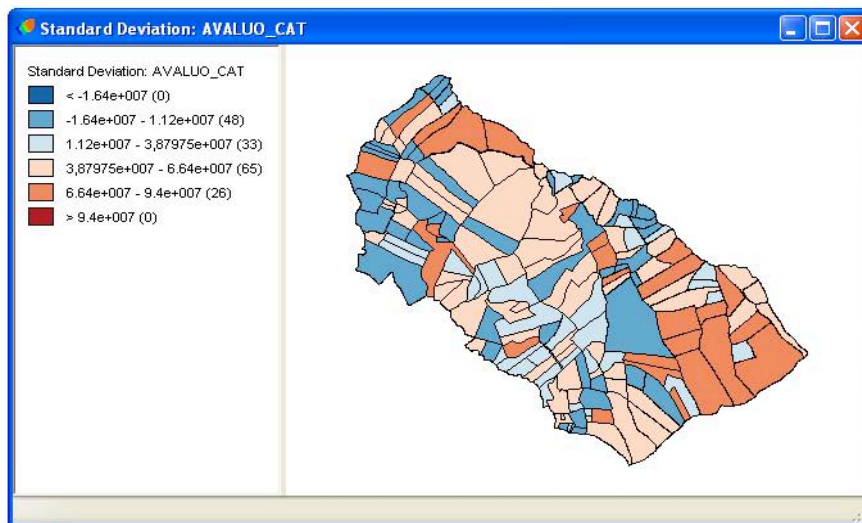 Standard Deviation: AVALUO_CAT
Standard Deviation: AVALUO_CAT
< -1.64e+007 (0)
-1.64e+007 - 1.12e+007 (48)
1.12e+007 - 3,87975e+007 (33)
3,87975e+007 - 6.64e+007 (65)
6.64e+007 - 9.4e+007 (26)
> 9.4e+007 (0)